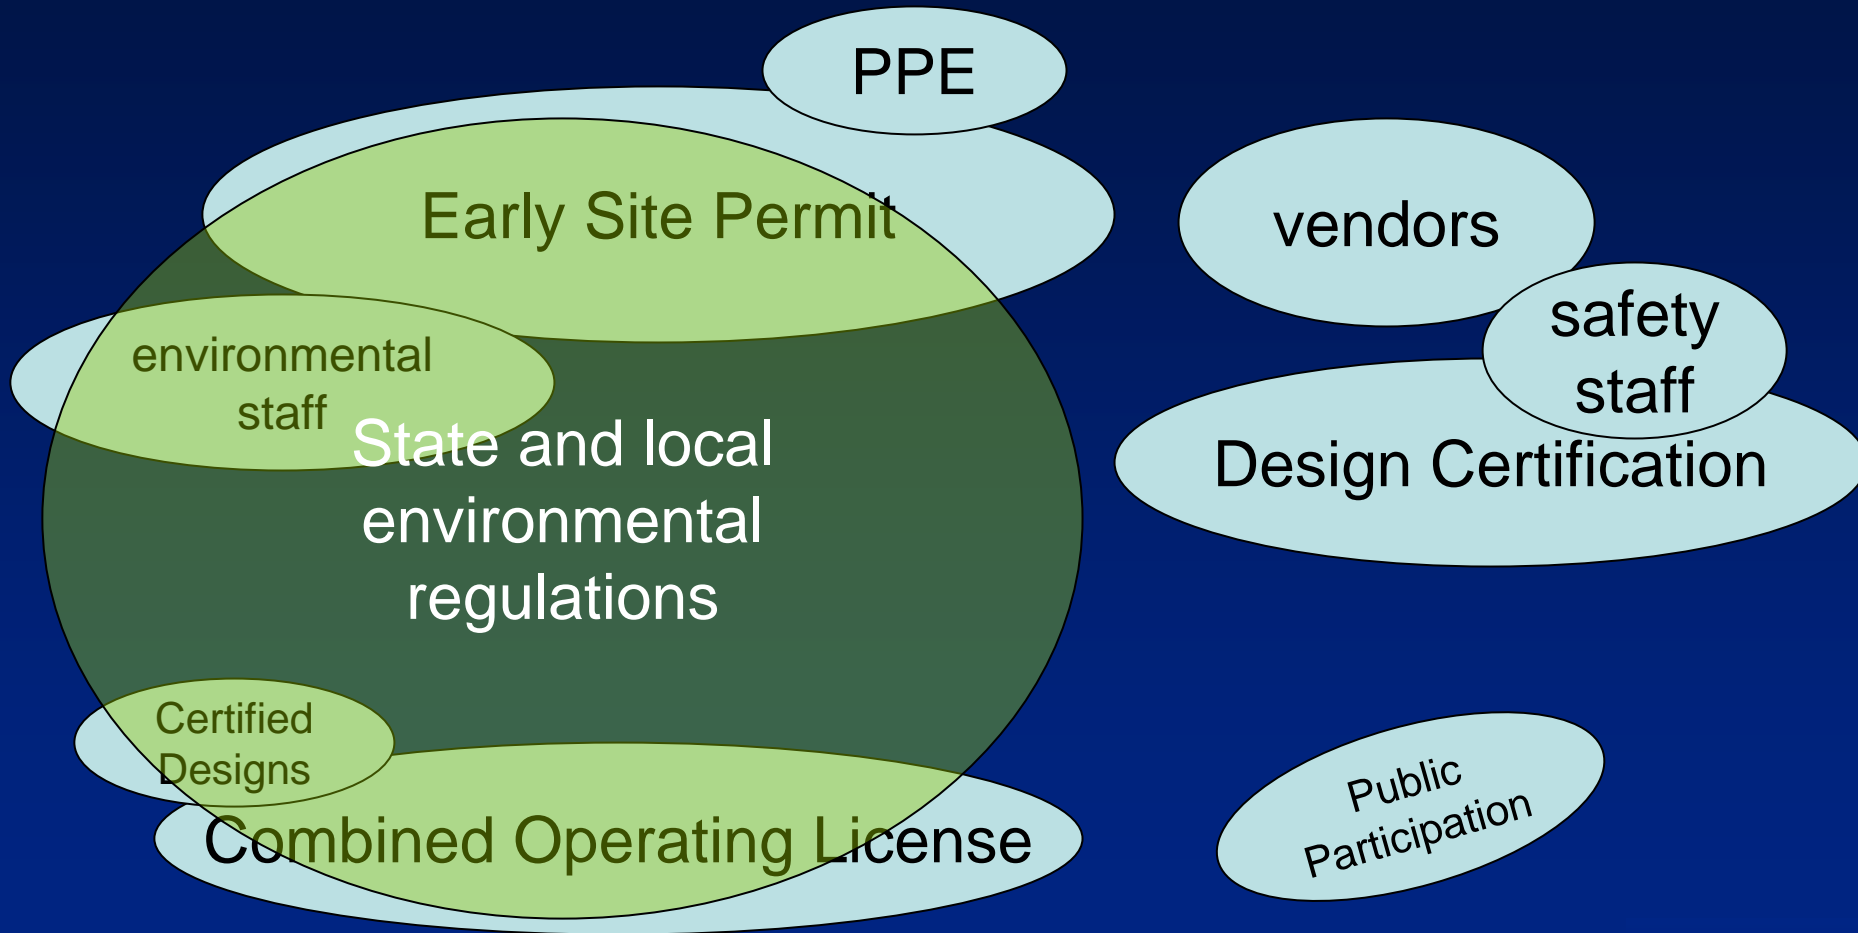 PPE
Early Site Permit
vendors
safety
staff
environmental
staff
State and local
environmental
regulations
Design Certification
Certified
Designs
Combined Operating License
Public
Participation